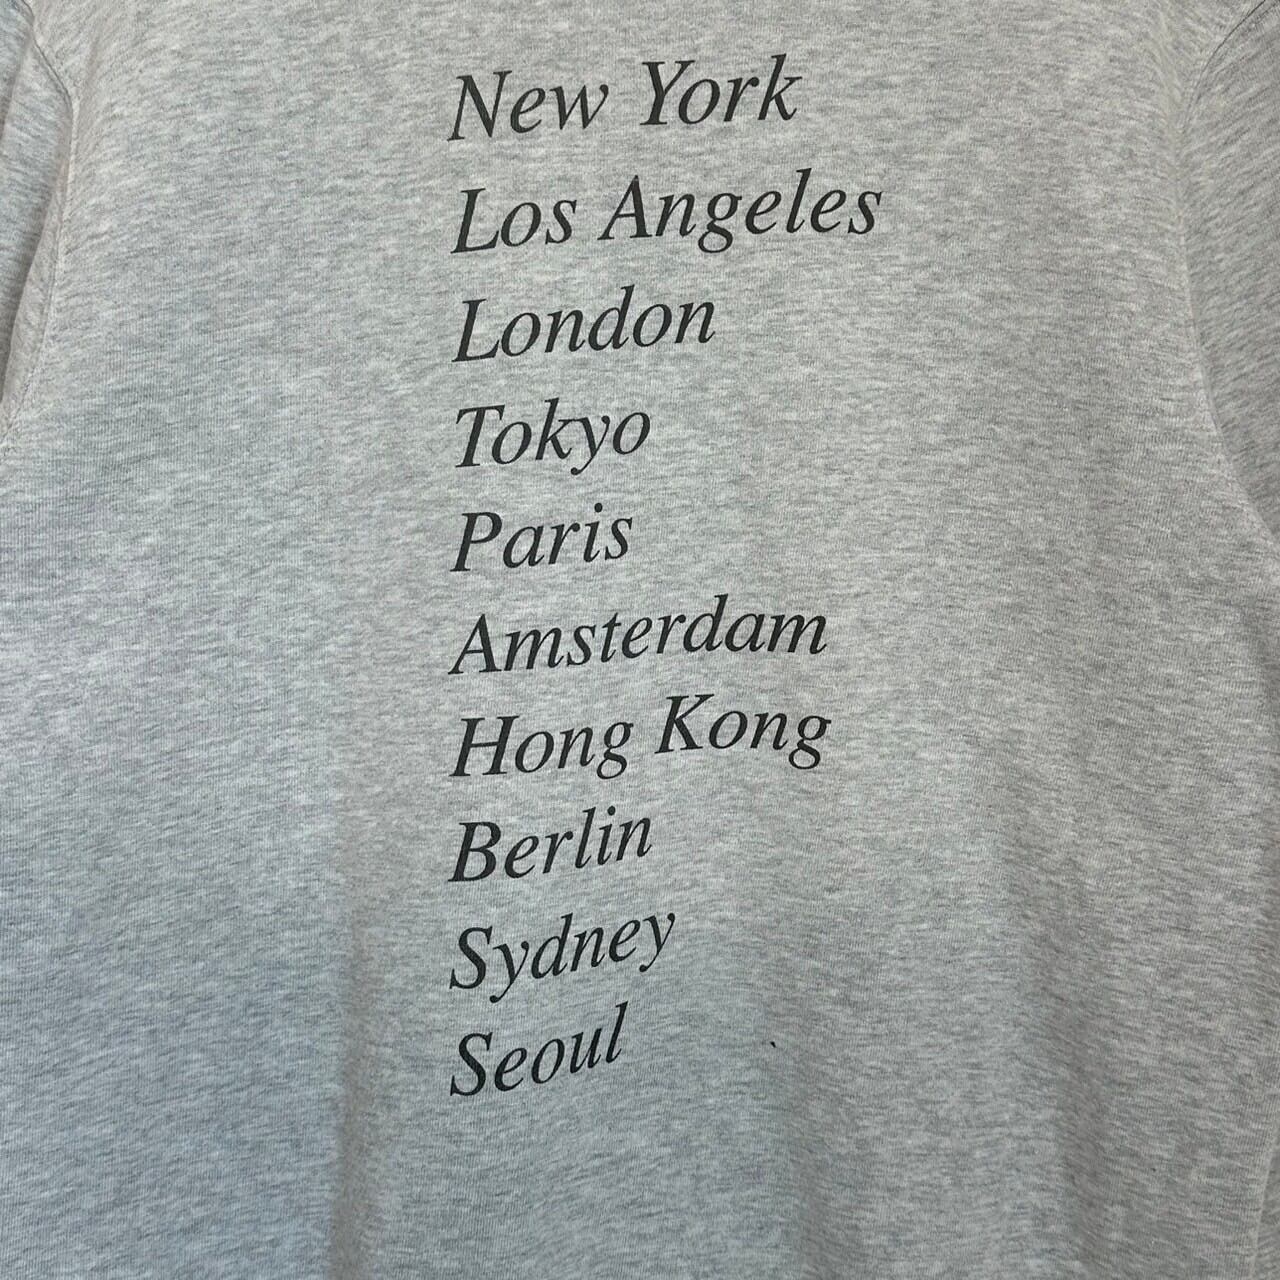 New York
Los Angeles
London
Tokyo
Paris
Amsterdam
Hong Kong
Berlin
Sydney
Seoul